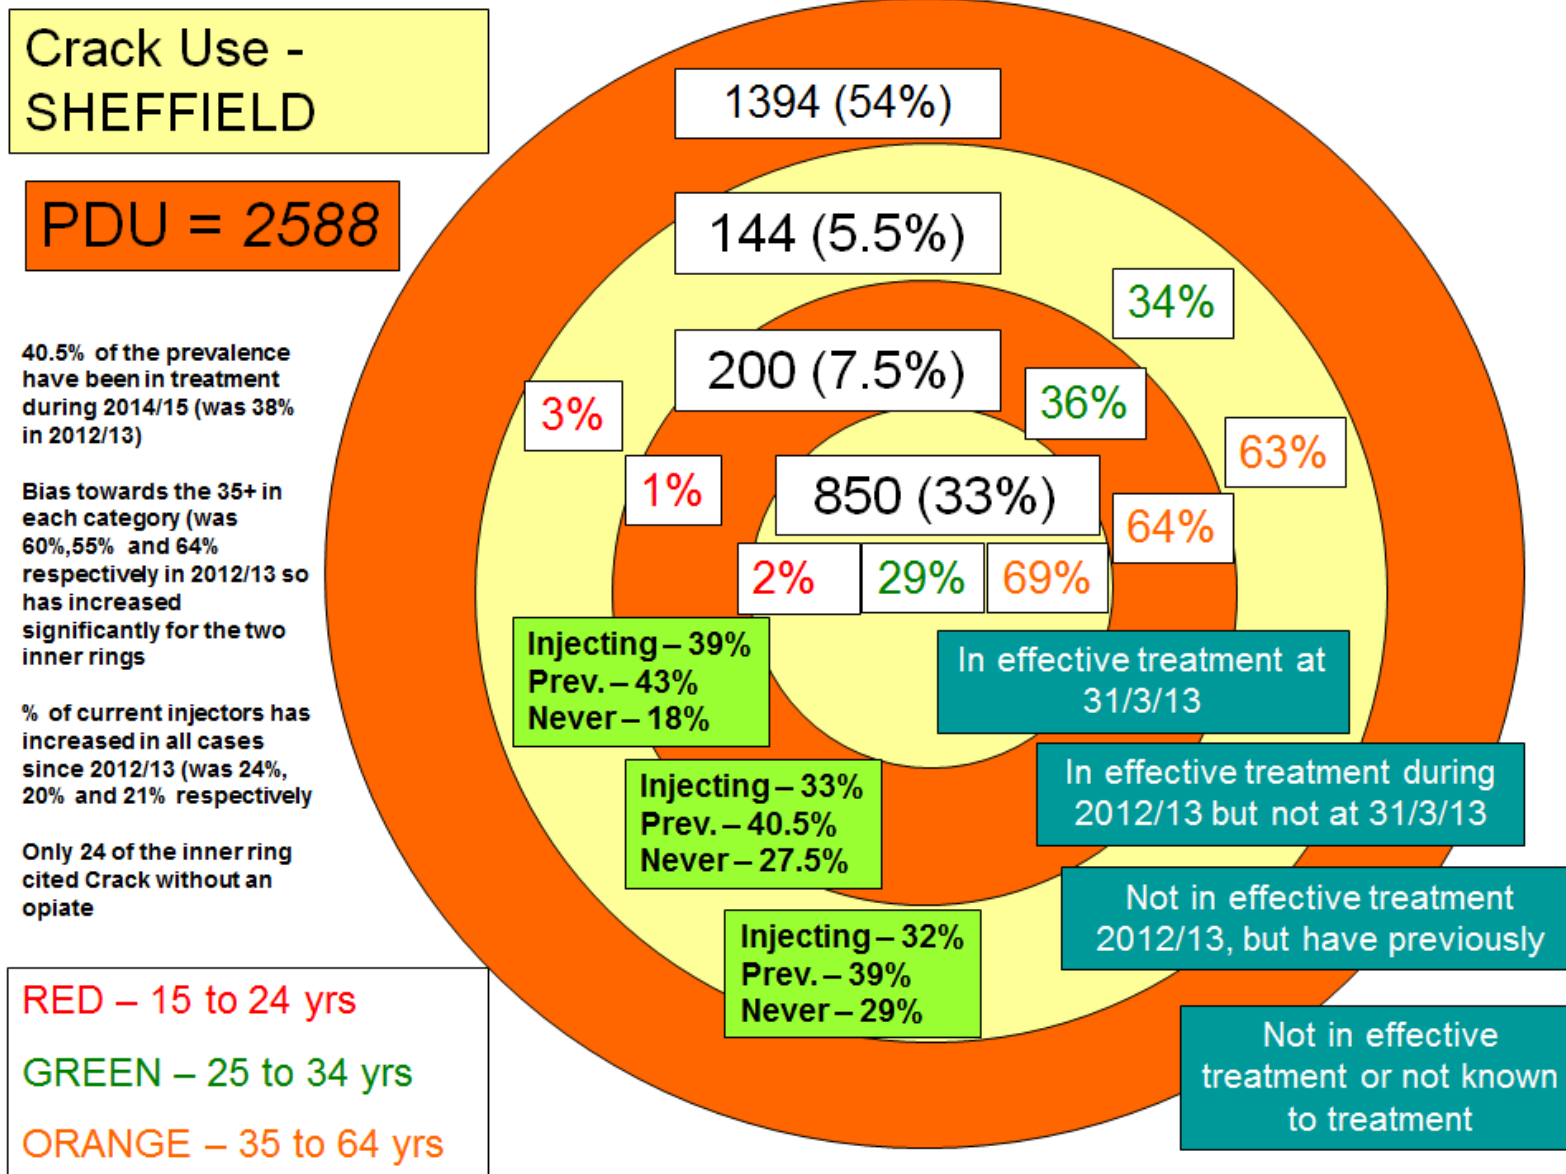 Crack Use -
SHEFFIELD
PDU = 2588
40.5% of the prevalence
have been in treatment
during 2014/15 (was 38%
in 2012/13)
Bias towards the 35+ in
each category (was
60%,55% and 64%
respectively in 2012/13 so
has increased
significantly for the two
inner rings
% of current injectors has
increased in all cases
since 2012/13 (was 24%,
20% and 21% respectively
Only 24 of the inner ring
cited Crack without an
opiate
RED – 15 to 24 yrs
GREEN – 25 to 34 yrs
ORANGE – 35 to 64 yrs
1394 (54%)
144 (5.5%)
34%
200 (7.5%)
36%
3%
63%
1%
850 (33%)
64%
2%
29%
69%
Injecting – 39%
Prev. – 43%
Never – 18%
In effective treatment at
31/3/13
Injecting – 33%
Prev. – 40.5%
Never – 27.5%
In effective treatment during
2012/13 but not at 31/3/13
Injecting – 32%
Prev. – 39%
Never – 29%
Not in effective treatment
2012/13, but have previously
Not in effective
treatment or not known
to treatment